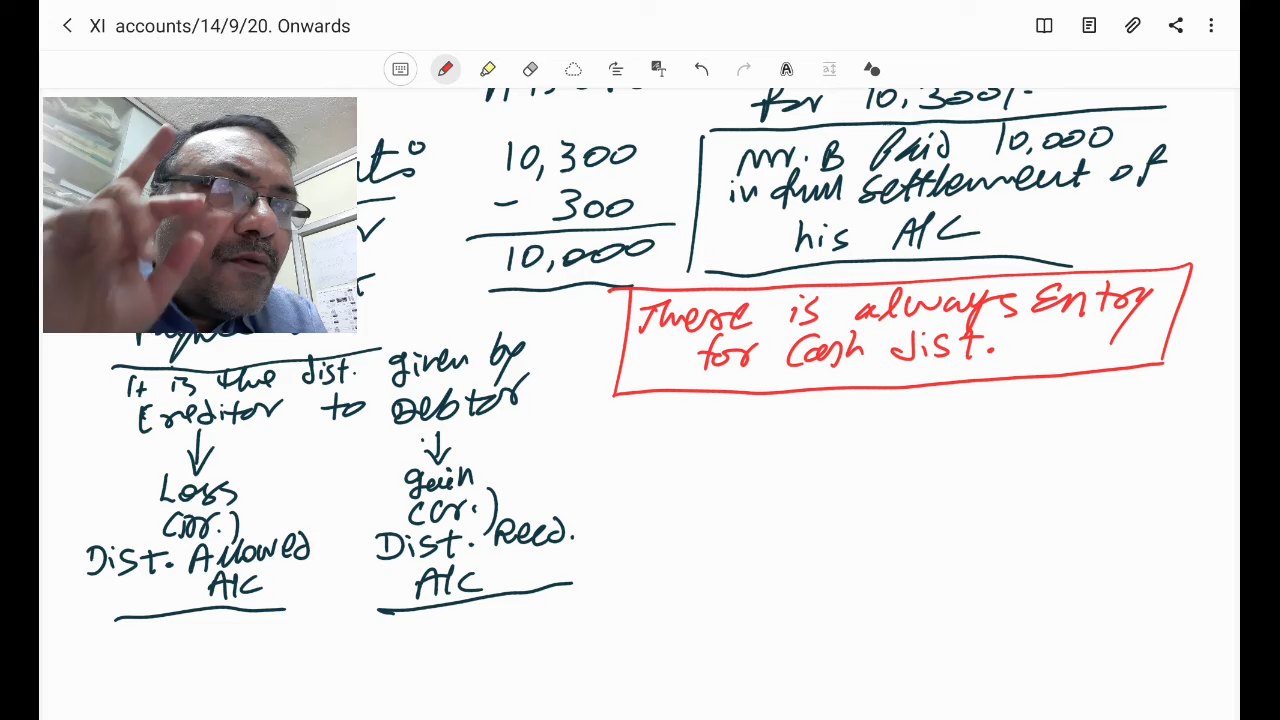 XI accounts/14/9/20. Onwards
for 10,300/-
10,300
- 300
10,000
Mr. B Paid 10,000
in full settlement of
his A/C
There is always Entry
for Cash dist.
It is the dist. given by
Creditor to Debtor
Loss
(Dr.)
Dist. Allowed
A/C
gain
(Cr.)
Dist. Recd.
A/C